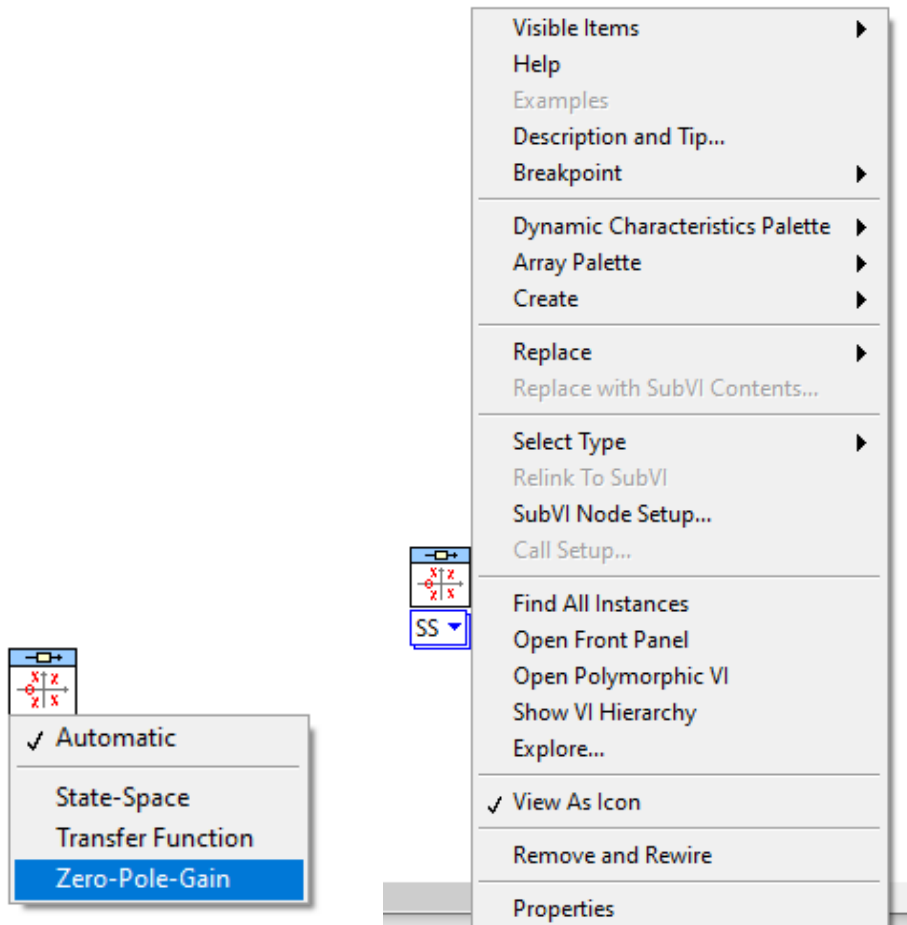 Automatic
State-Space
Transfer Function
Zero-Pole-Gain
SS
Visible Items
Help
Examples
Description and Tip...
Breakpoint
Dynamic Characteristics Palette
Array Palette
Create
Replace
Replace with SubVI Contents...
Select Type
Relink To SubVI
SubVI Node Setup...
Call Setup...
Find All Instances
Open Front Panel
Open Polymorphic VI
Show VI Hierarchy
Explore...
View As Icon
Remove and Rewire
Properties